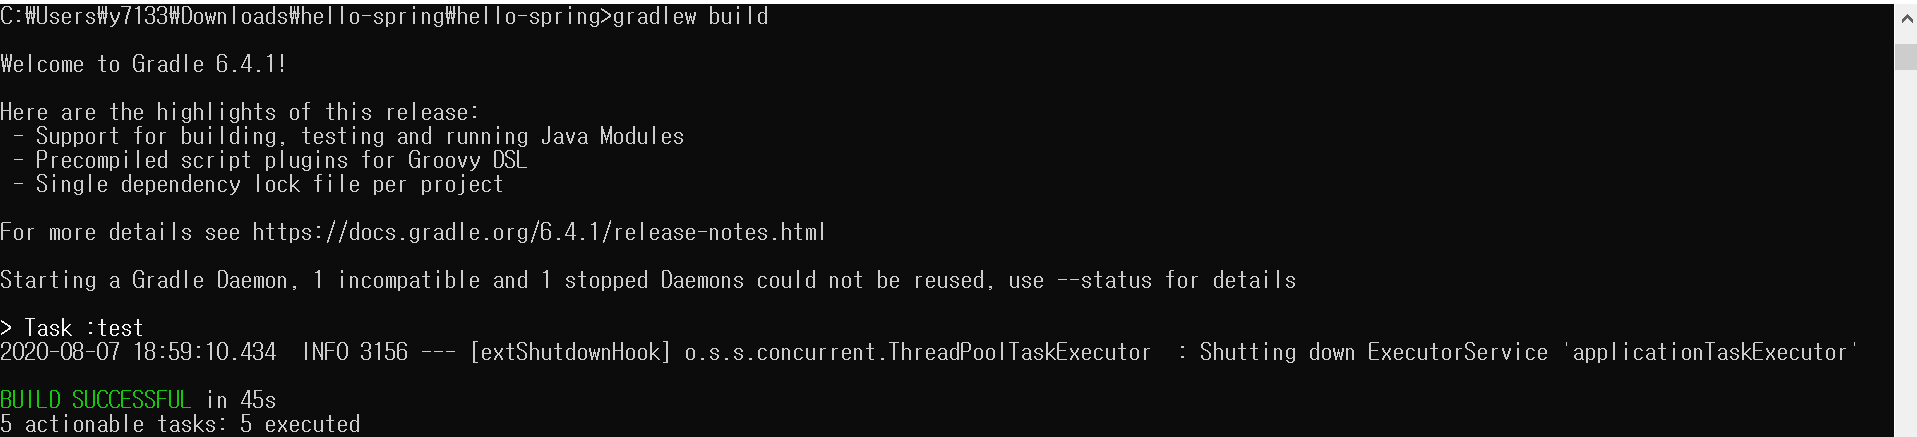 C:₩Users₩y7133₩Downloads₩hello-spring₩hello-spring>gradlew build
Welcome to Gradle 6.4.1!
Here are the highlights of this release:
 - Support for building, testing and running Java Modules
 - Precompiled script plugins for Groovy DSL
 - Single dependency lock file per project
For more details see https://docs.gradle.org/6.4.1/release-notes.html
Starting a Gradle Daemon, 1 incompatible and 1 stopped Daemons could not be reused, use --status for details
> Task :test
2020-08-07 18:59:10.434  INFO 3156 --- [extShutdownHook] o.s.s.concurrent.ThreadPoolTaskExecutor  : Shutting down ExecutorService 'applicationTaskExecutor'
BUILD SUCCESSFUL in 45s
5 actionable tasks: 5 executed